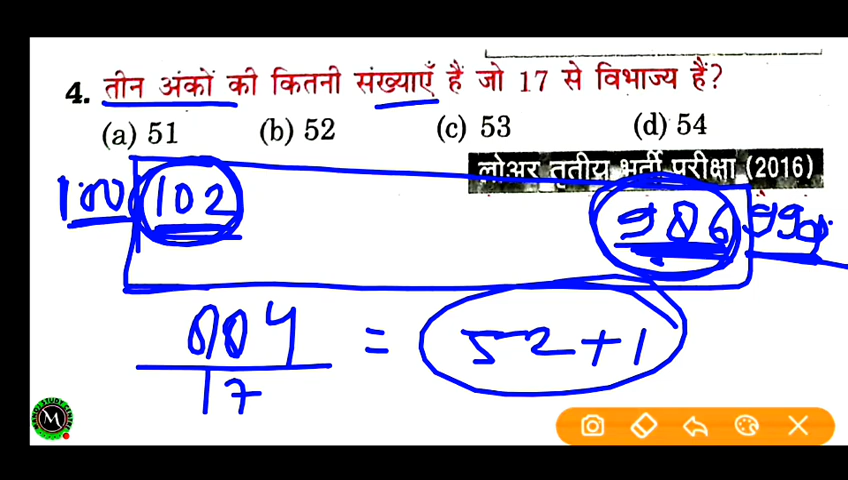 4. तीन अंकों की कितनी संख्याएँ हैं जो 17 से विभाज्य हैं?
(a) 51 (b) 52 (c) 53 (d) 54
लोअर तृतीय भर्ती परीक्षा (2016)
100 102 986 999
884
17
= 52+1
M